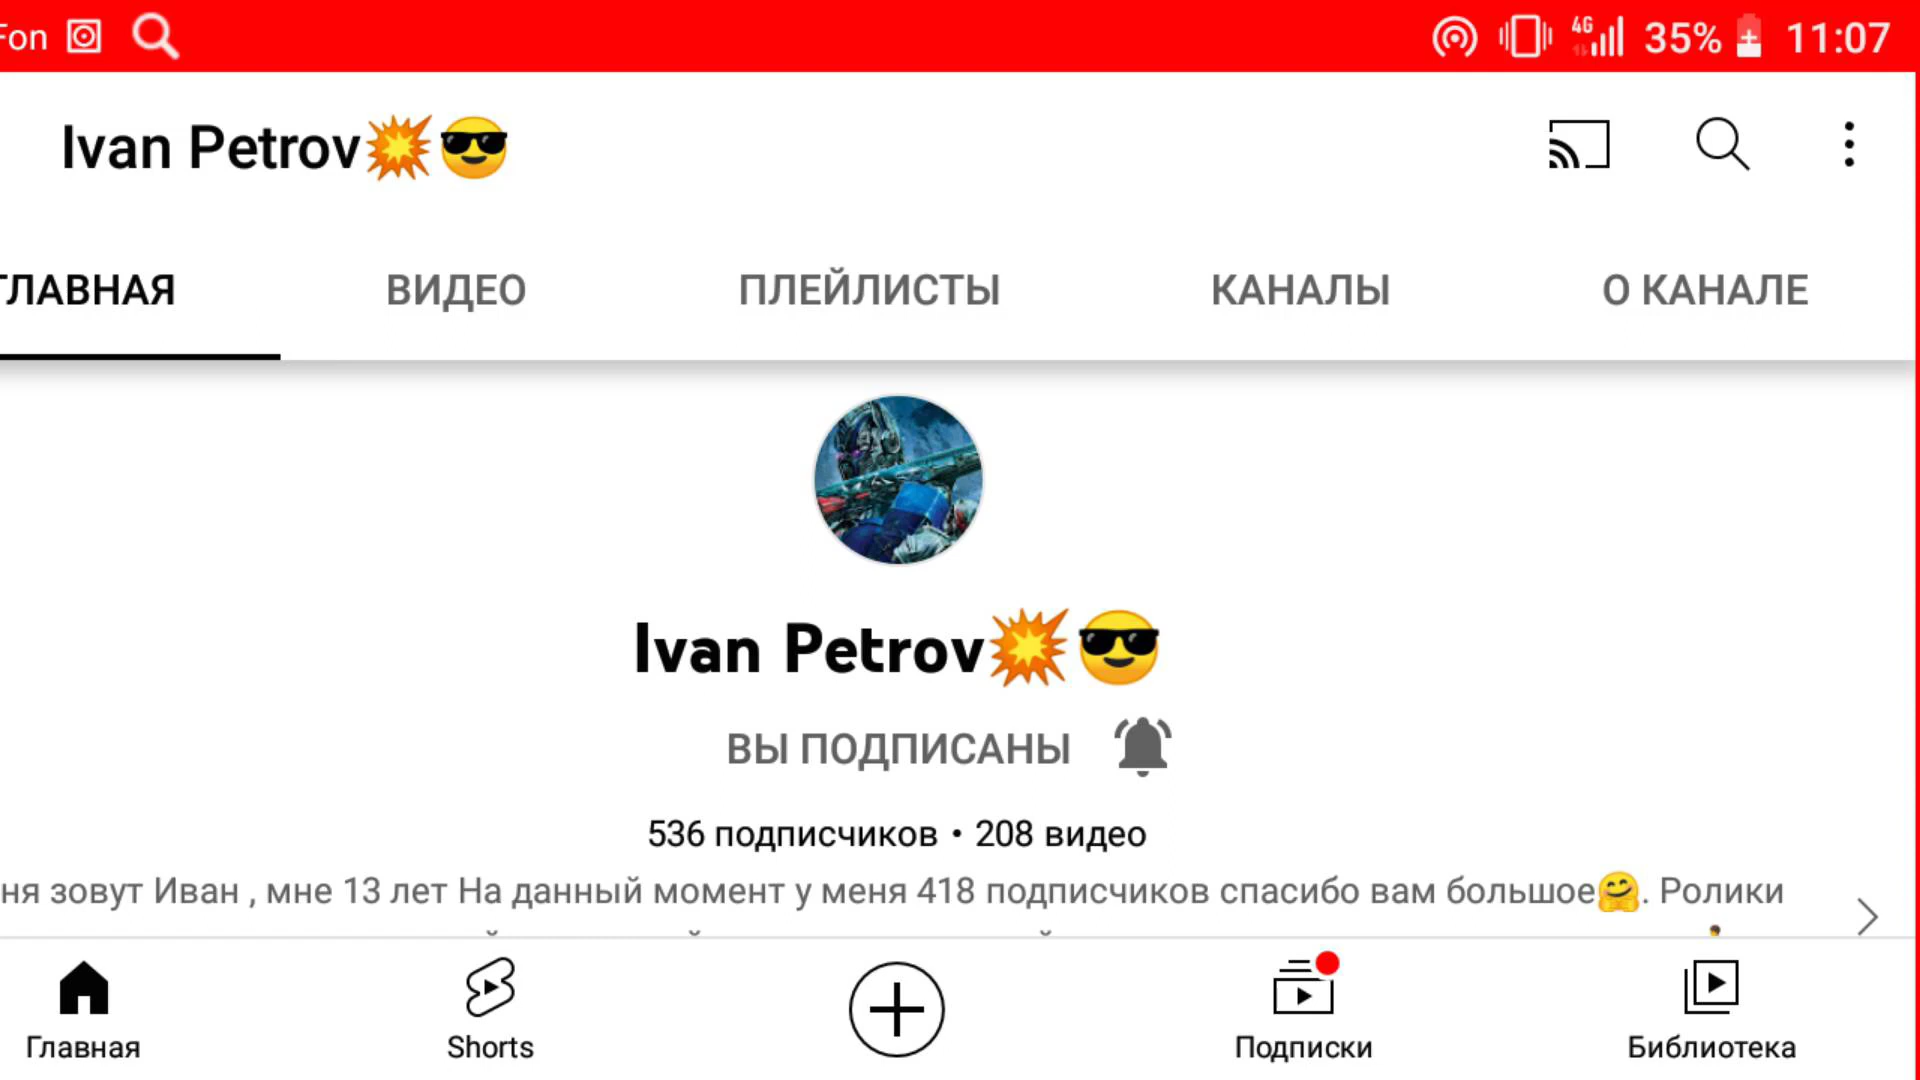 Fon 4G 35% 11:07
Ivan Petrov💥😎
ГЛАВНАЯ ВИДЕО ПЛЕЙЛИСТЫ КАНАЛЫ О КАНАЛЕ
Ivan Petrov💥😎
ВЫ ПОДПИСАНЫ
536 подписчиков • 208 видео
ня зовут Иван , мне 13 лет На данный момент у меня 418 подписчиков спасибо вам большое🤗. Ролики
Главная Shorts Подписки Библиотека